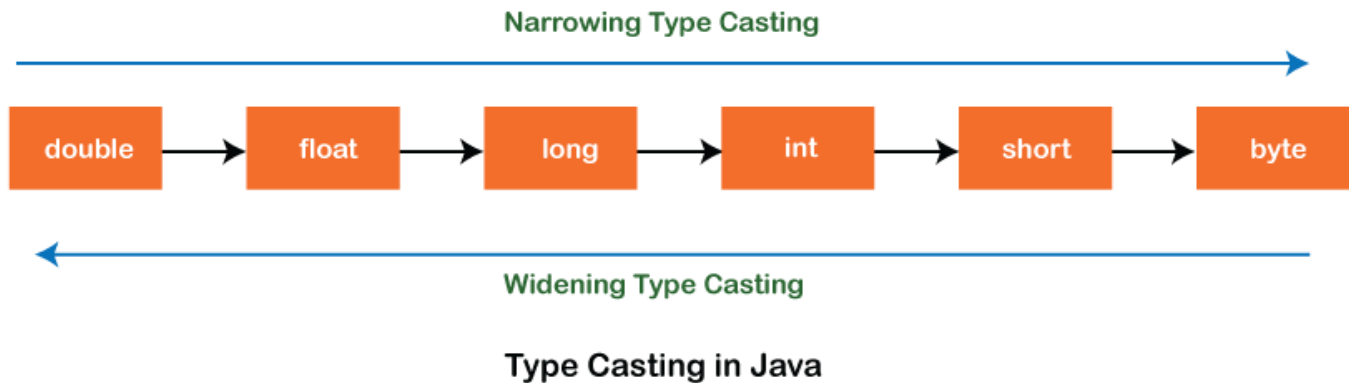 Narrowing Type Casting
double float long int short byte
Widening Type Casting
Type Casting in Java